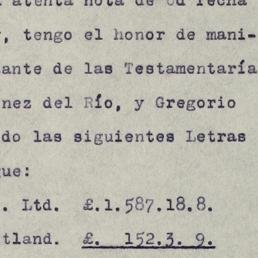 atenta nota de Ud fecha
, tengo el honor de mani-
ante de las Testamentaría
nez del Río, y Gregorio
do las siguientes Letras
ue:
. Ltd. £.1.587.18.8.
tland. £. 152.3. 9.